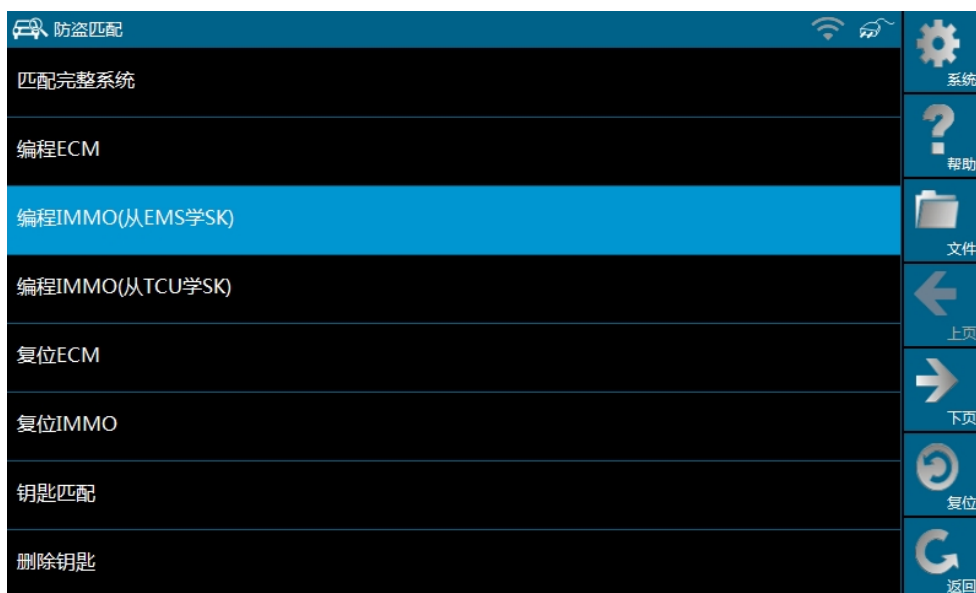 防盗匹配
匹配完整系统
编程ECM
编程IMMO(从EMS学SK)
编程IMMO(从TCU学SK)
复位ECM
复位IMMO
钥匙匹配
删除钥匙
系统
帮助
文件
上页
下页
复位
返回